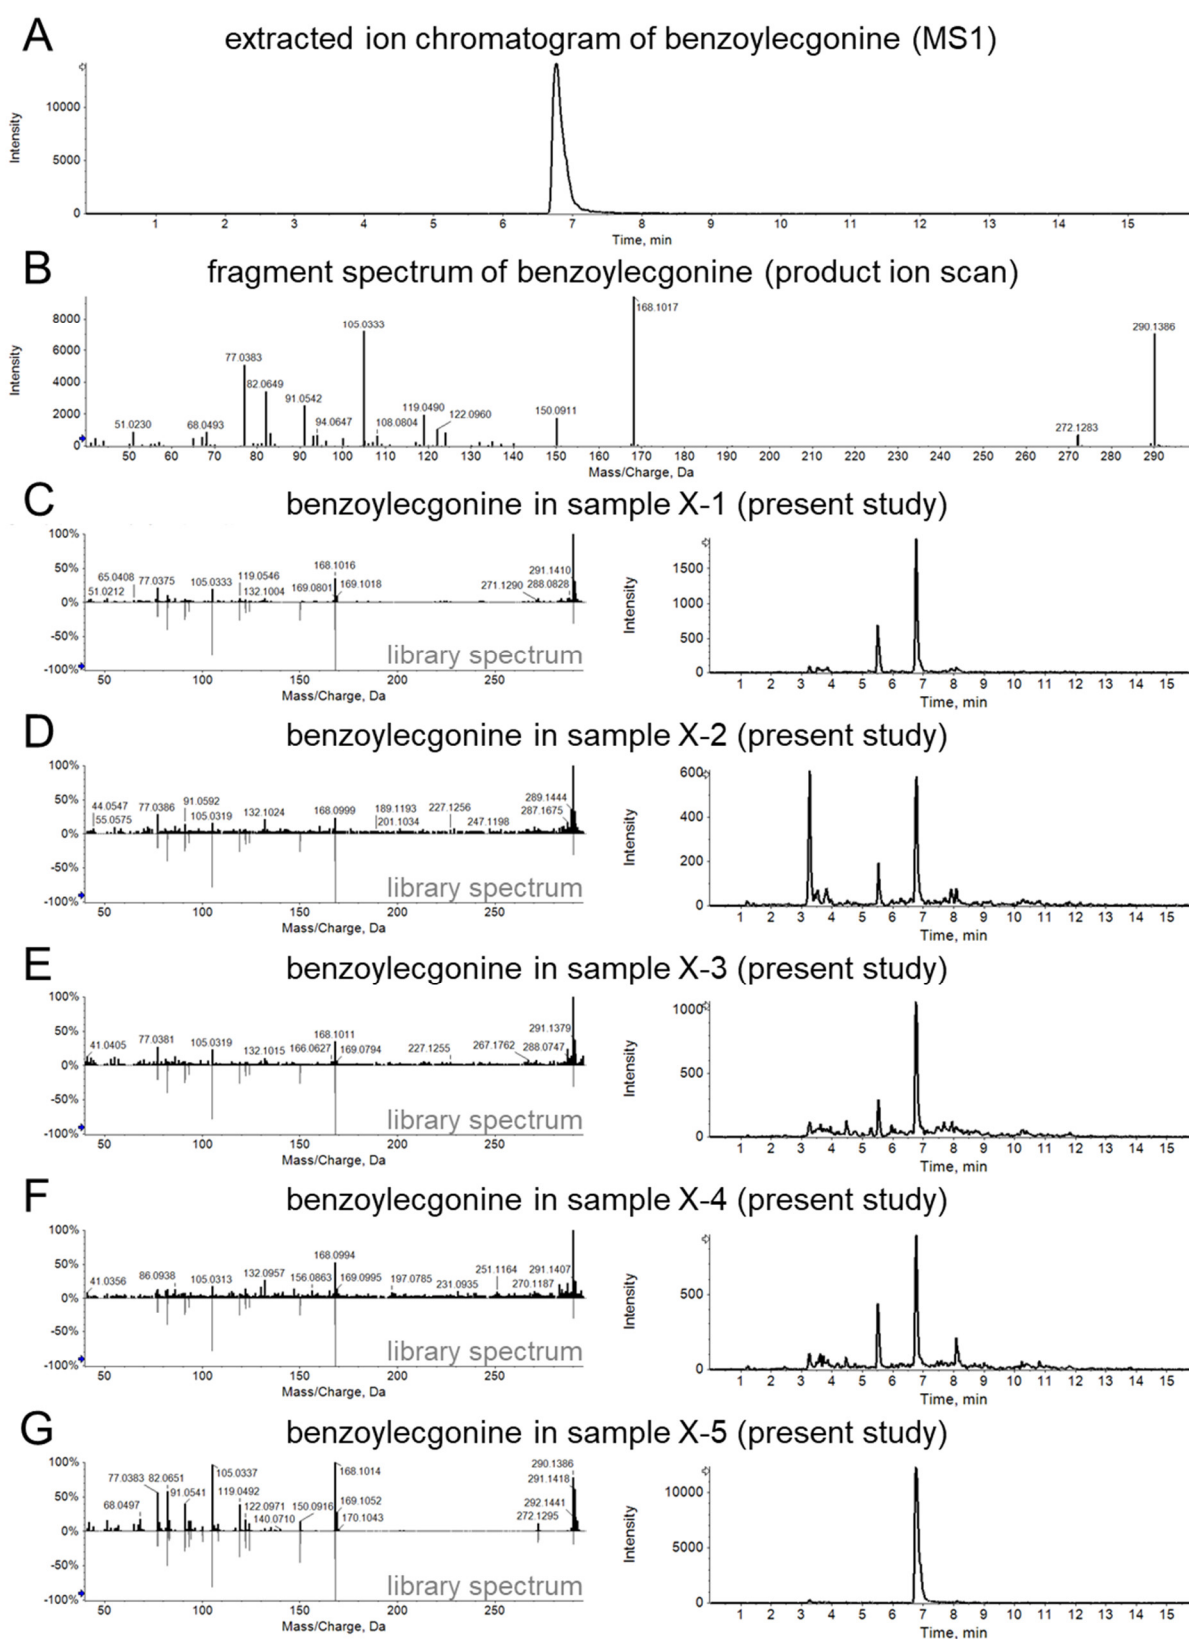 A
extracted ion chromatogram of benzoylecgonine (MS1)
Intensity
10000
5000
0
1 2 3 4 5 6 7 8 9 10 11 12 13 14 15
Time, min
B
fragment spectrum of benzoylecgonine (product ion scan)
Intensity
8000
6000
4000
2000
0
51.0230 68.0493 77.0383 82.0649 91.0542 94.0647 105.0333 108.0804 119.0490 122.0960 150.0911 168.1017 272.1283 290.1386
50 60 70 80 90 100 110 120 130 140 150 160 170 180 190 200 210 220 230 240 250 260 270 280 290
Mass/Charge, Da
C
benzoylecgonine in sample X-1 (present study)
100%
50%
0%
-50%
-100%
51.0212 65.0408 77.0375 105.0333 119.0546 132.1004 169.0801 168.1016 169.1018 271.1290 291.1410 288.0828
library spectrum
50 100 150 200 250
Mass/Charge, Da
Intensity
1500
1000
500
0
1 2 3 4 5 6 7 8 9 10 11 12 13 14 15
Time, min
D
benzoylecgonine in sample X-2 (present study)
100%
50%
0%
-50%
-100%
44.0547 55.0575 77.0386 91.0592 105.0319 132.1024 168.0999 189.1193 201.1034 227.1256 247.1198 289.1444 287.1675
library spectrum
50 100 150 200 250
Mass/Charge, Da
Intensity
600
400
200
0
1 2 3 4 5 6 7 8 9 10 11 12 13 14 15
Time, min
E
benzoylecgonine in sample X-3 (present study)
100%
50%
0%
-50%
-100%
41.0405 77.0381 105.0319 132.1015 166.0627 168.1011 169.0794 227.1255 267.1762 291.1379 288.0747
library spectrum
50 100 150 200 250
Mass/Charge, Da
Intensity
1000
500
0
1 2 3 4 5 6 7 8 9 10 11 12 13 14 15
Time, min
F
benzoylecgonine in sample X-4 (present study)
100%
50%
0%
-50%
-100%
41.0356 86.0938 105.0313 132.0957 156.0863 168.0994 169.0995 197.0785 231.0935 251.1164 270.1187 291.1407
library spectrum
50 100 150 200 250
Mass/Charge, Da
Intensity
500
0
1 2 3 4 5 6 7 8 9 10 11 12 13 14 15
Time, min
G
benzoylecgonine in sample X-5 (present study)
100%
50%
0%
-50%
-100%
68.0497 77.0383 82.0651 91.0541 105.0337 119.0492 122.0971 140.0710 150.0916 168.1014 169.1052 170.1043 272.1295 290.1386 291.1418 292.1441
library spectrum
50 100 150 200 250
Mass/Charge, Da
Intensity
10000
5000
0
1 2 3 4 5 6 7 8 9 10 11 12 13 14 15
Time, min